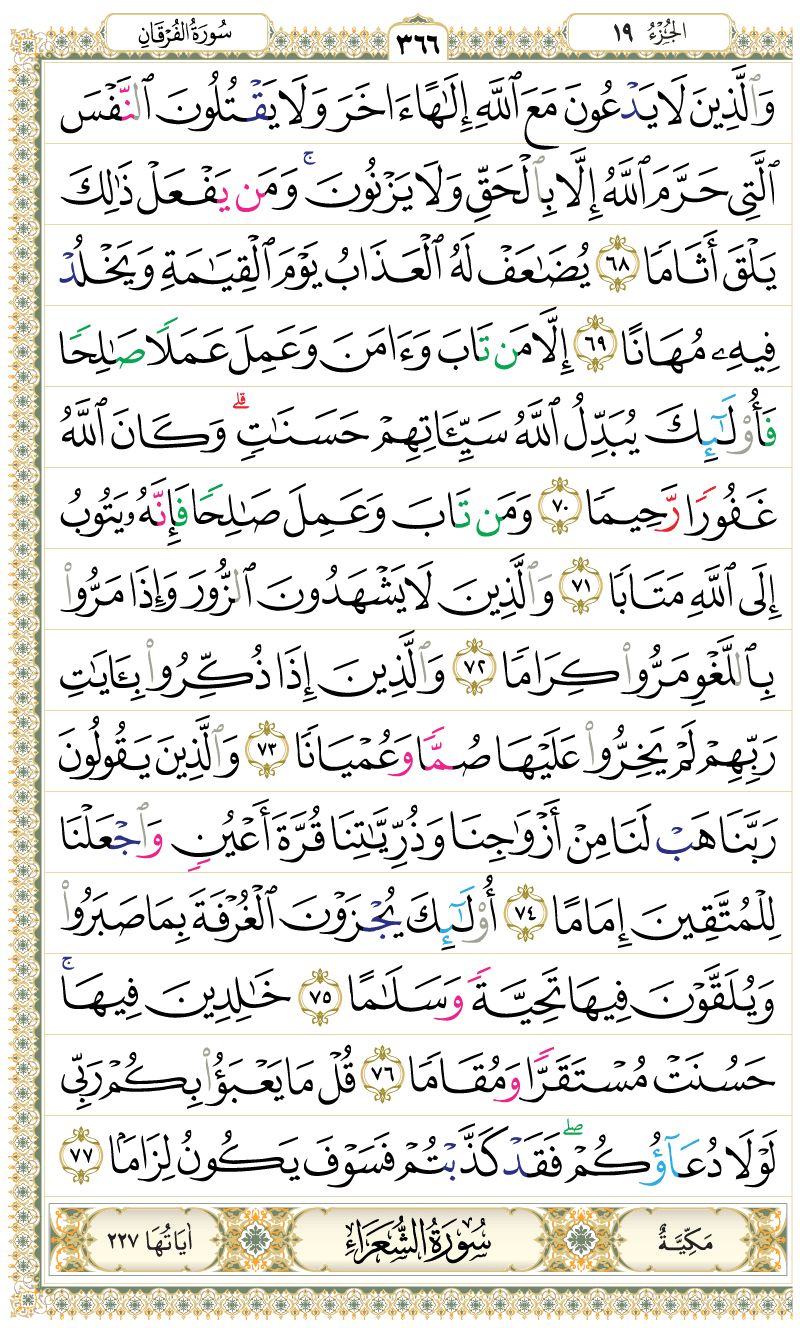 سُورَةُ الْفُرْقَانِ ٣٦٦ الْجُزْءُ ١٩
وَٱلَّذِينَ لَا يَدْعُونَ مَعَ ٱللَّهِ إِلَٰهًا ءَاخَرَ وَلَا يَقْتُلُونَ ٱلنَّفْسَ
ٱلَّتِى حَرَّمَ ٱللَّهُ إِلَّا بِٱلْحَقِّ وَلَا يَزْنُونَ ۚ وَمَن يَفْعَلْ ذَٰلِكَ
يَلْقَ أَثَامًا ٦٨ يُضَٰعَفْ لَهُ ٱلْعَذَابُ يَوْمَ ٱلْقِيَٰمَةِ وَيَخْلُدْ
فِيهِۦ مُهَانًا ٦٩ إِلَّا مَن تَابَ وَءَامَنَ وَعَمِلَ عَمَلًا صَٰلِحًا
فَأُو۟لَٰٓئِكَ يُبَدِّلُ ٱللَّهُ سَيِّـَٔاتِهِمْ حَسَنَٰتٍ ۗ وَكَانَ ٱللَّهُ
غَفُورًا رَّحِيمًا ٧٠ وَمَن تَابَ وَعَمِلَ صَٰلِحًا فَإِنَّهُۥ يَتُوبُ
إِلَى ٱللَّهِ مَتَابًا ٧١ وَٱلَّذِينَ لَا يَشْهَدُونَ ٱلزُّورَ وَإِذَا مَرُّوا۟
بِٱللَّغْوِ مَرُّوا۟ كِرَامًا ٧٢ وَٱلَّذِينَ إِذَا ذُكِّرُوا۟ بِـَٔايَٰتِ
رَبِّهِمْ لَمْ يَخِرُّوا۟ عَلَيْهَا صُمًّا وَعُمْيَانًا ٧٣ وَٱلَّذِينَ يَقُولُونَ
رَبَّنَا هَبْ لَنَا مِنْ أَزْوَٰجِنَا وَذُرِّيَّٰتِنَا قُرَّةَ أَعْيُنٍ وَٱجْعَلْنَا
لِلْمُتَّقِينَ إِمَامًا ٧٤ أُو۟لَٰٓئِكَ يُجْزَوْنَ ٱلْغُرْفَةَ بِمَا صَبَرُوا۟
وَيُلَقَّوْنَ فِيهَا تَحِيَّةً وَسَلَٰمًا ٧٥ خَٰلِدِينَ فِيهَا ۚ
حَسُنَتْ مُسْتَقَرًّا وَمُقَامًا ٧٦ قُلْ مَا يَعْبَؤُا۟ بِكُمْ رَبِّى
لَوْلَا دُعَآؤُكُمْ ۖ فَقَدْ كَذَّبْتُمْ فَسَوْفَ يَكُونُ لِزَامًۢا ٧٧
مَكِّيَّةٌ سُورَةُ الشُّعَرَاءِ اٰيَاتُهَا ٢٢٧